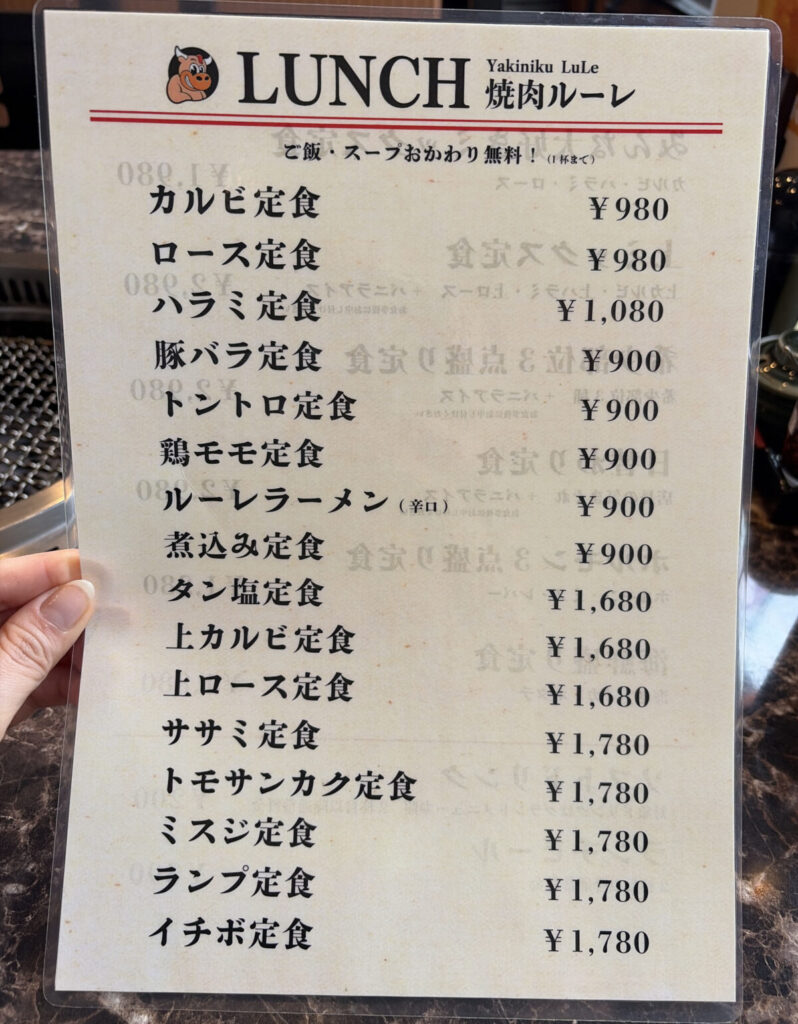 LUNCH
Yakiniku LuLe
焼肉ルーレ
ご飯・スープおかわり無料！(1杯まで)
カルビ定食 ¥980
ロース定食 ¥980
ハラミ定食 ¥1,080
豚バラ定食 ¥900
トントロ定食 ¥900
鶏モモ定食 ¥900
ルーレラーメン(辛口) ¥900
煮込み定食 ¥900
タン塩定食 ¥1,680
上カルビ定食 ¥1,680
上ロース定食 ¥1,680
ササミ定食 ¥1,780
トモサンカク定食 ¥1,780
ミスジ定食 ¥1,780
ランプ定食 ¥1,780
イチボ定食 ¥1,780